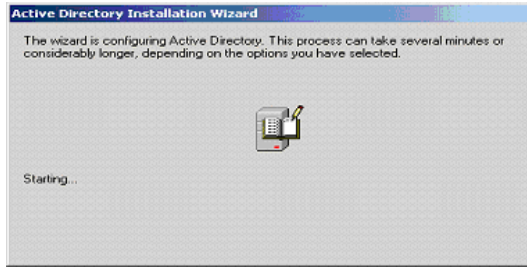 Active Directory Installation Wizard
The wizard is configuring Active Directory. This process can take several minutes or
considerably longer, depending on the options you have selected.
Starting...